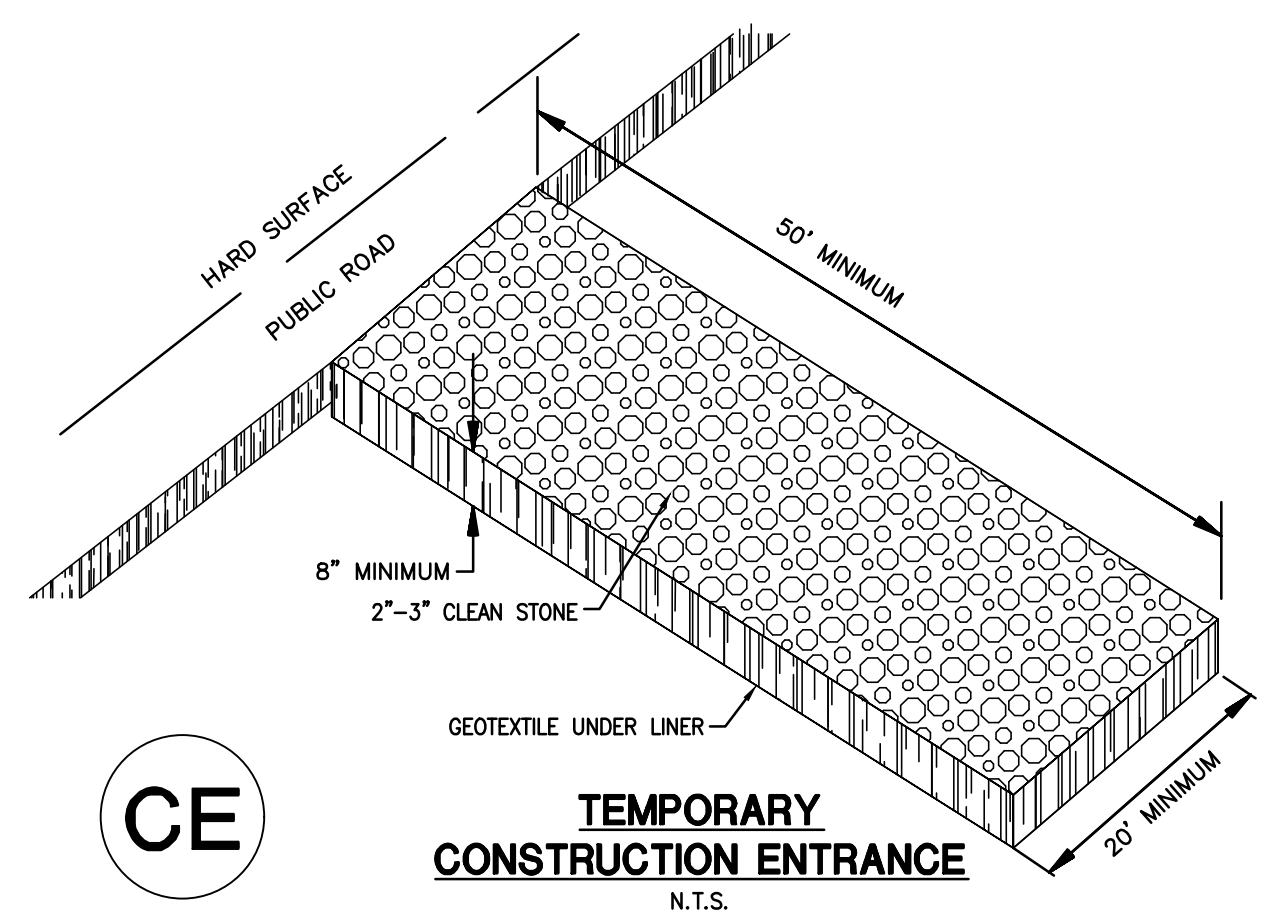 HARD SURFACE
PUBLIC ROAD
50' MINIMUM
8" MINIMUM
2"-3" CLEAN STONE
GEOTEXTILE UNDER LINER
20' MINIMUM
CE
TEMPORARY
CONSTRUCTION ENTRANCE
N.T.S.